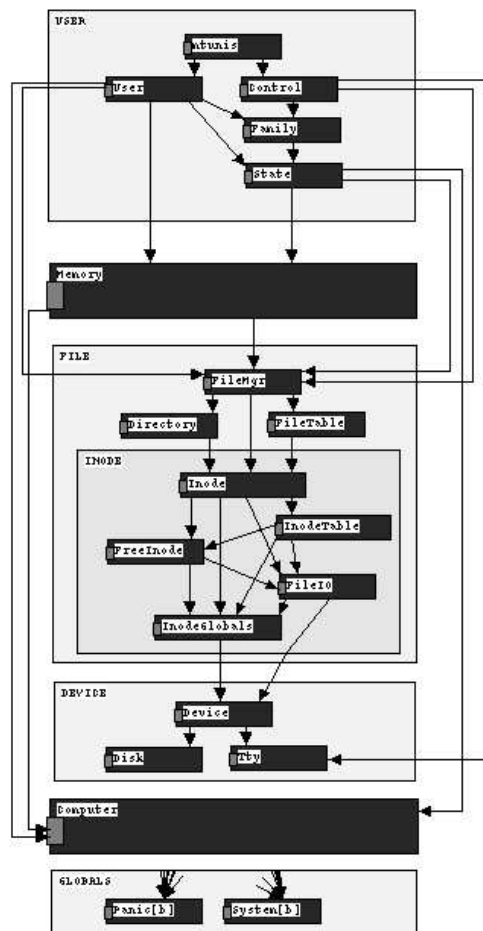 USER
mtunis
User
Control
Family
State
Memory
FILE
FileMgr
Directory
FileTable
INODE
Inode
InodeTable
FreeInode
FileIO
InodeGlobals
DEVICE
Device
Disk
Tty
Computer
GLOBALS
Panic[b]
System[b]